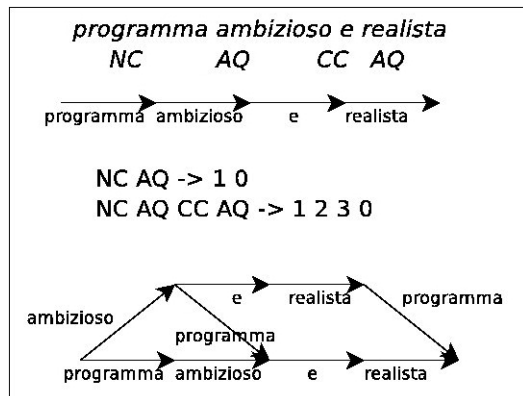 programma ambizioso e realista
NC AQ CC AQ
programma ambizioso e realista
NC AQ -> 1 0
NC AQ CC AQ -> 1 2 3 0
e realista programma
ambizioso programma
programma ambizioso e realista